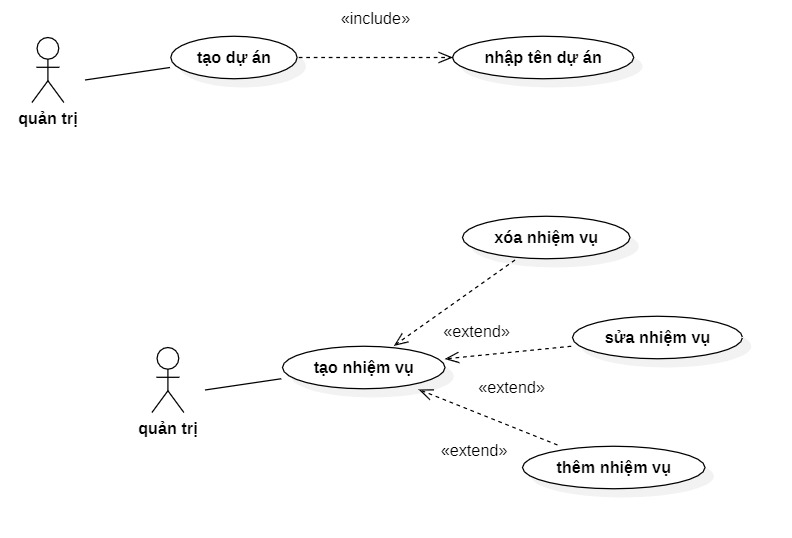 «include»
tạo dự án
nhập tên dự án
quản trị
xóa nhiệm vụ
«extend»
sửa nhiệm vụ
tạo nhiệm vụ
«extend»
quản trị
«extend»
thêm nhiệm vụ